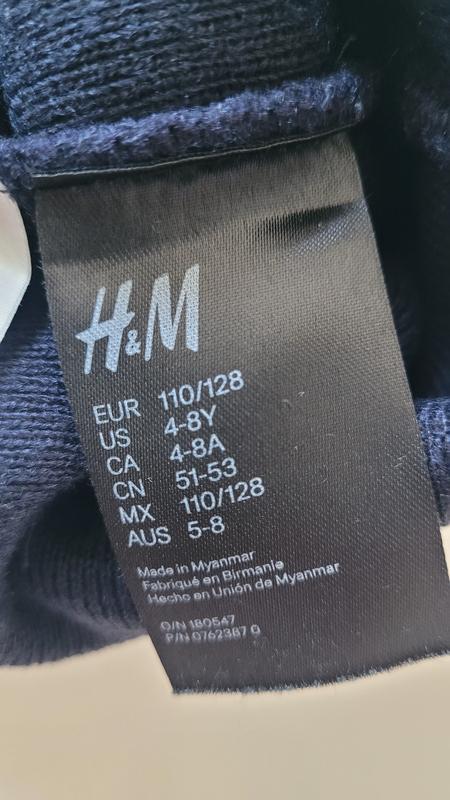 H&M
EUR 110/128
US 4-8Y
CA 4-8A
CN 51-53
MX 110/128
AUS 5-8
Made in Myanmar
Fabriqué en Birmanie
Hecho en Unión de Myanmar
O/N 180547
P/N 0762387 G